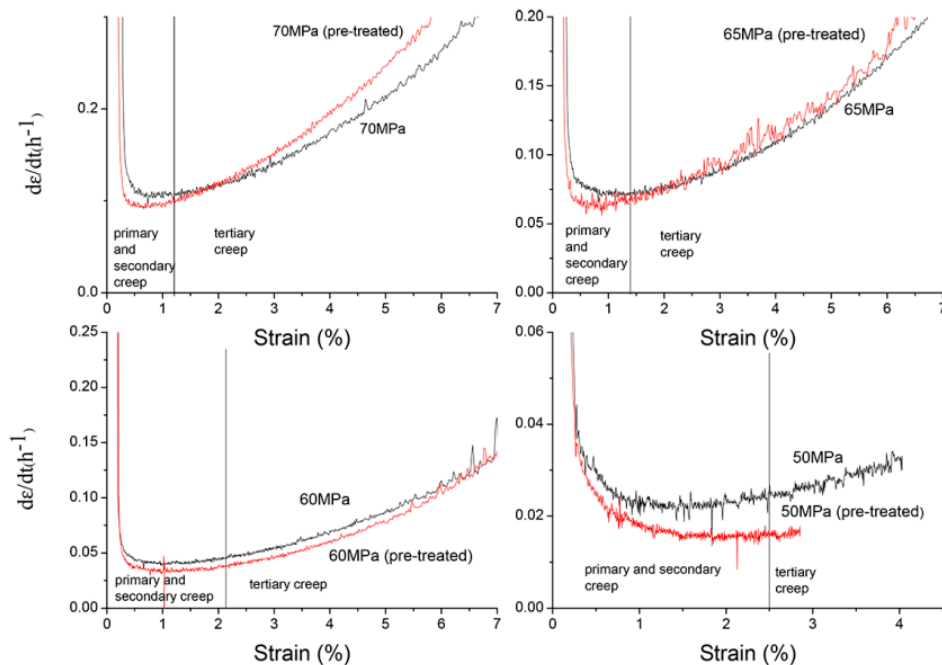 70MPa (pre-treated)
70MPa
0.2
dε/dt(h⁻¹)
primary
and
secondary
creep
tertiary
creep
0.0
0 1 2 3 4 5 6 7
Strain (%)
0.20
65MPa (pre-treated)
0.15
65MPa
0.10
0.05
primary
and
secondary
creep
tertiary
creep
0.00
0 1 2 3 4 5 6 7
Strain (%)
0.25
0.20
dε/dt(h⁻¹)
0.15
0.10
60MPa
0.05
60MPa (pre-treated)
primary and
secondary creep
tertiary creep
0.00
0 1 2 3 4 5 6 7
Strain (%)
0.06
0.04
50MPa
0.02
50MPa (pre-treated)
primary and secondary
creep
tertiary
creep
0.00
0 1 2 3 4
Strain (%)